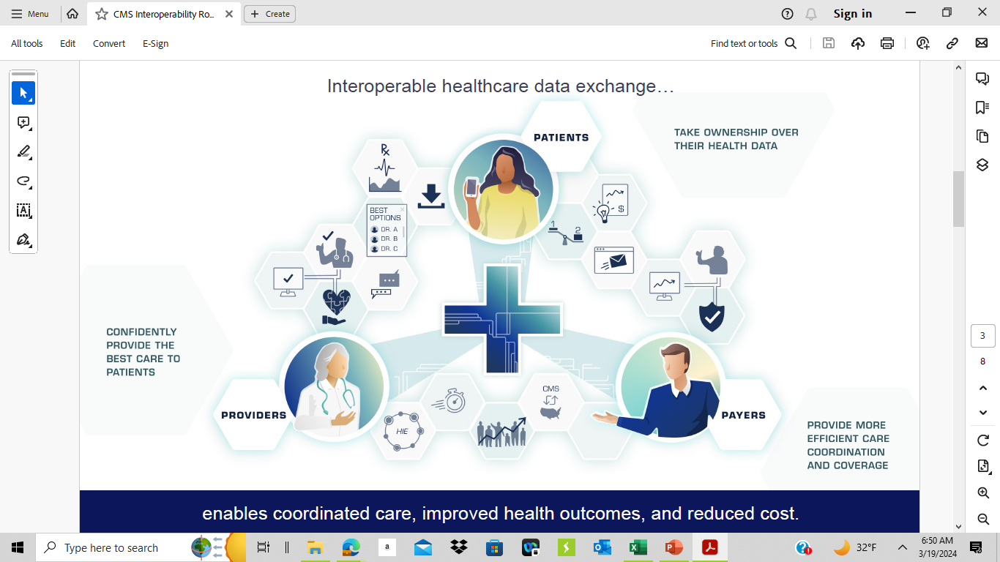 Menu
CMS Interoperability Ro...
Create
Sign in
All tools
Edit
Convert
E-Sign
Find text or tools
Interoperable healthcare data exchange…
PATIENTS
TAKE OWNERSHIP OVER
THEIR HEALTH DATA
Rx
BEST
OPTIONS
DR. A
DR. B
DR. C
1
2
$
CONFIDENTLY
PROVIDE THE
BEST CARE TO
PATIENTS
PROVIDERS
HIE
CMS
PAYERS
PROVIDE MORE
EFFICIENT CARE
COORDINATION
AND COVERAGE
3
8
enables coordinated care, improved health outcomes, and reduced cost.
Type here to search
a
32°F
6:50 AM
3/19/2024